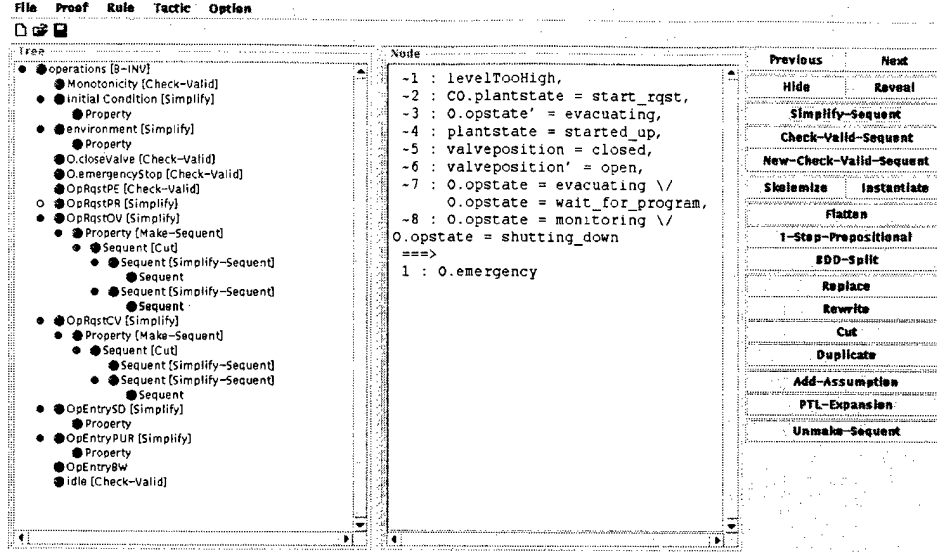 File Proof Rule Tactic Option
Tree
operations [B-INV]
Monotonicity [Check-Valid]
Initial Condition [Simplify]
Property
environment [Simplify]
Property
O.closeValve [Check-Valid]
O.emergencyStop [Check-Valid]
OpRqstPE [Check-Valid]
OpRqstPR [Simplify]
OpRqstOV [Simplify]
Property [Make-Sequent]
Sequent [Cut]
Sequent [Simplify-Sequent]
Sequent
Sequent [Simplify-Sequent]
Sequent
OpRqstCV [Simplify]
Property [Make-Sequent]
Sequent [Cut]
Sequent [Simplify-Sequent]
Sequent [Simplify-Sequent]
Sequent
OpEntrySD [Simplify]
Property
OpEntryPUR [Simplify]
Property
OpEntryBW
idle [Check-Valid]
Node
~1 : levelTooHigh,
~2 : CO.plantstate = start_rqst,
~3 : O.opstate' = evacuating,
~4 : plantstate = started_up,
~5 : valveposition = closed,
~6 : valveposition' = open,
~7 : O.opstate = evacuating \/
O.opstate = wait_for_program,
~8 : O.opstate = monitoring \/
O.opstate = shutting_down
===>
1 : O.emergency
Previous Next
Hide Reveal
Simplify-Sequent
Check-Valid-Sequent
New-Check-Valid-Sequent
Skolemize Instantiate
Flatten
1-Step-Propositional
BDD-Split
Replace
Rewrite
Cut
Duplicate
Add-Assumption
PTL-Expansion
Unmake-Sequent